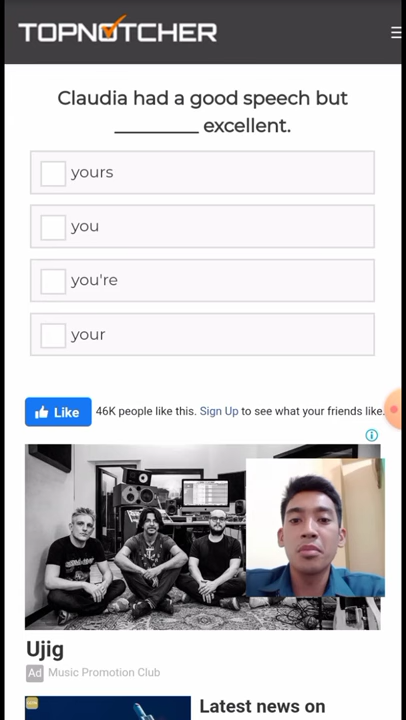 TOPNOTCHER
Claudia had a good speech but
_________ excellent.
yours
you
you're
your
Like 46K people like this. Sign Up to see what your friends like.
Ujig
Ad Music Promotion Club
Latest news on